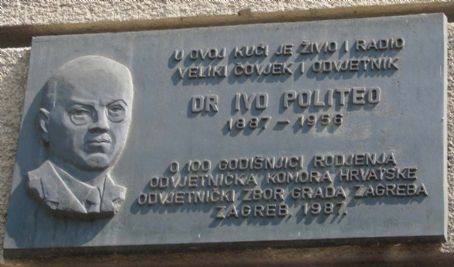 U OVOJ KUĆI JE ŽIVIO I RADIO
VELIKI ČOVJEK I ODVJETNIK
DR IVO POLITEO
1887 – 1956
O 100 GODIŠNJICI RODJENJA
ODVJETNIČKA KOMORA HRVATSKE
ODVJETNIČKI ZBOR GRADA ZAGREBA
ZAGREB, 1987.